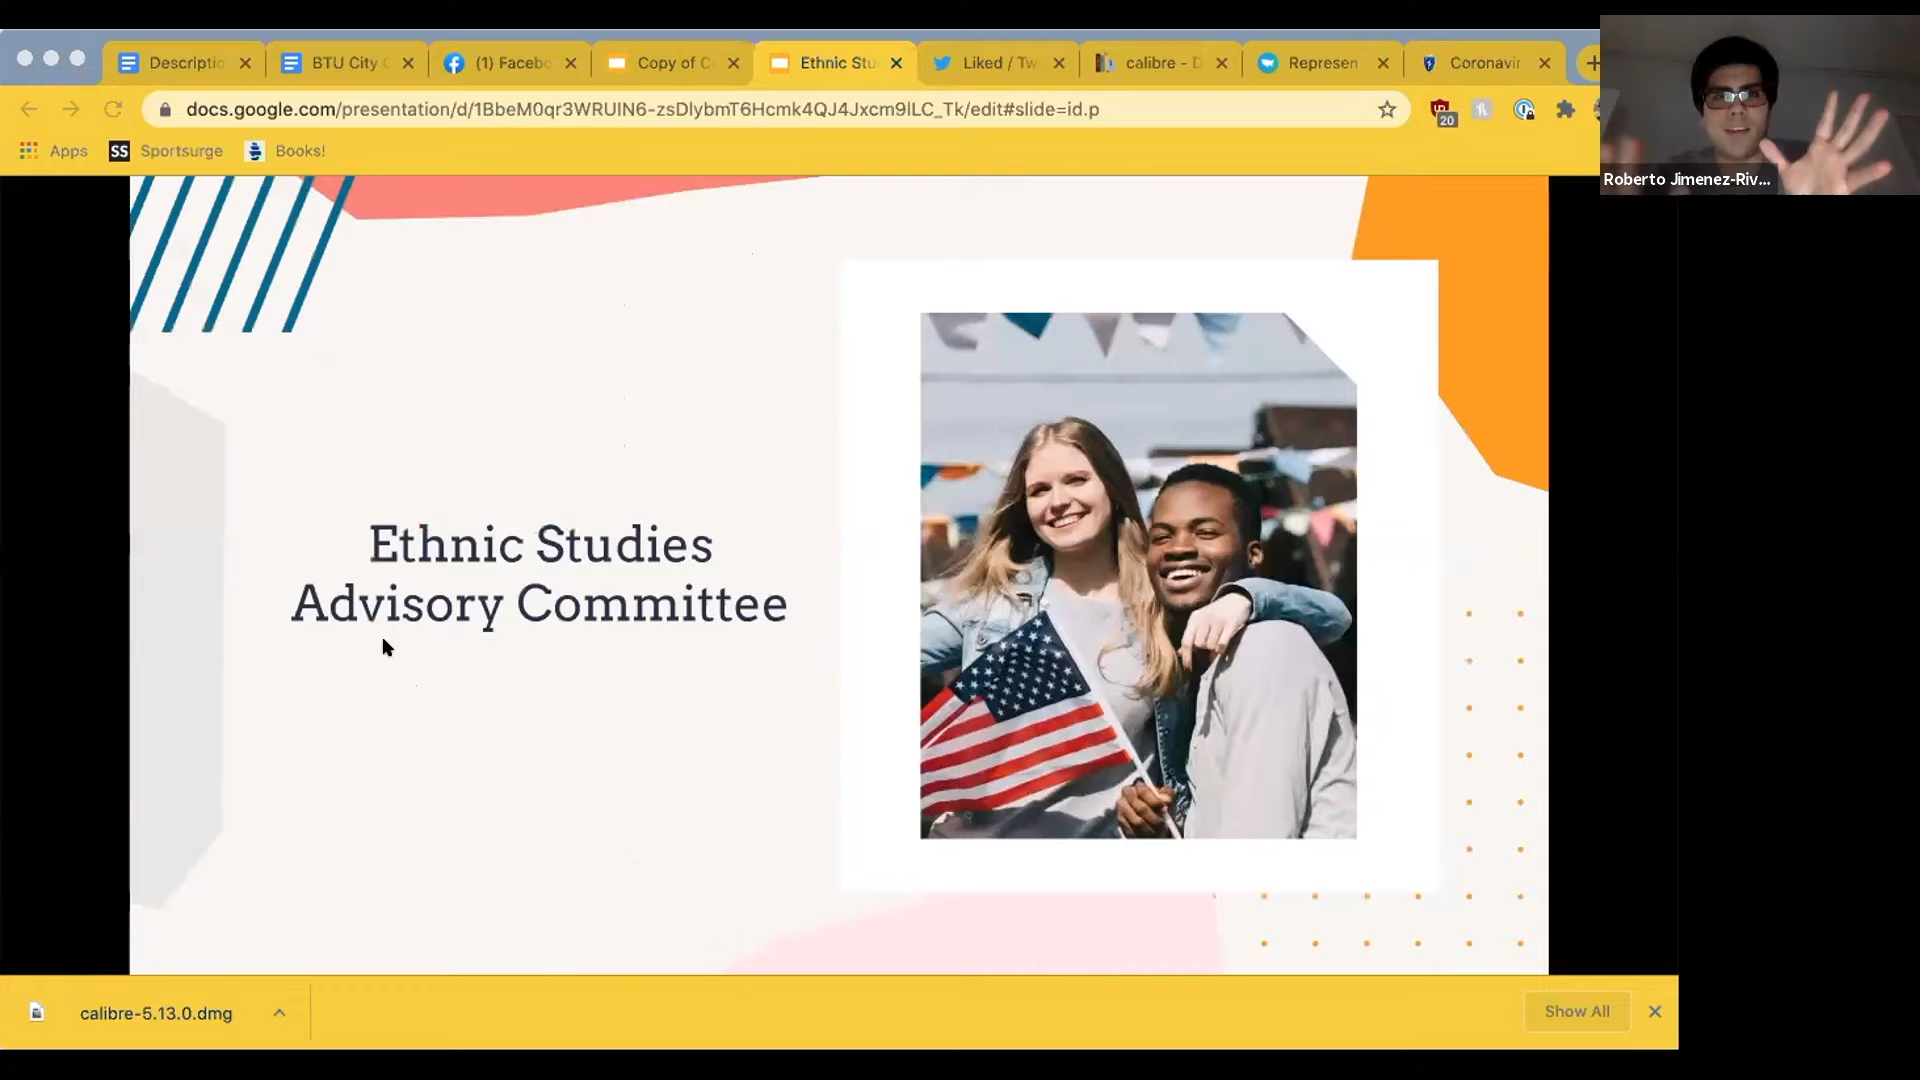 Descriptio
BTU City
(1) Facebo
Copy of C
Ethnic Stu
Liked / Tw
calibre - D
Represen
Coronavir
docs.google.com/presentation/d/1BbeM0qr3WRUIN6-zsDlybmT6Hcmk4QJ4Jxcm9lLC_Tk/edit#slide=id.p
20
Apps
SS Sportsurge
Books!
Roberto Jimenez-Riv...
Ethnic Studies
Advisory Committee
calibre-5.13.0.dmg
Show All